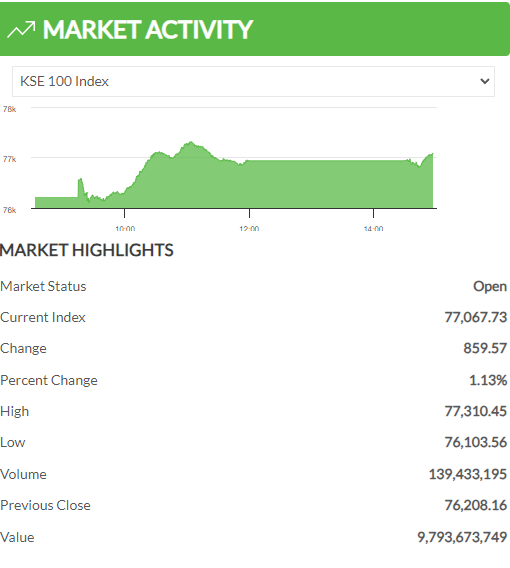 MARKET ACTIVITY
KSE 100 Index
78k
77k
76k
10:00 12:00 14:00
MARKET HIGHLIGHTS
Market Status Open
Current Index 77,067.73
Change 859.57
Percent Change 1.13%
High 77,310.45
Low 76,103.56
Volume 139,433,195
Previous Close 76,208.16
Value 9,793,673,749